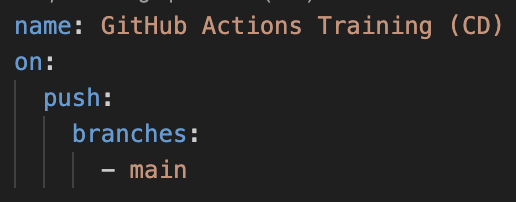 name: GitHub Actions Training (CD)
on:
  push:
    branches:
      - main